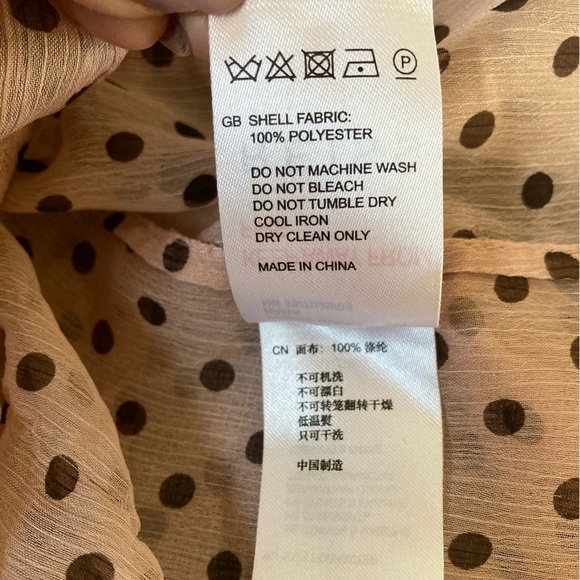 P
GB SHELL FABRIC:
100% POLYESTER
DO NOT MACHINE WASH
DO NOT BLEACH
DO NOT TUMBLE DRY
COOL IRON
DRY CLEAN ONLY
MADE IN CHINA
CN 面布: 100% 涤纶
不可机洗
不可漂白
不可转笼翻转干燥
低温熨
只可干洗
中国制造